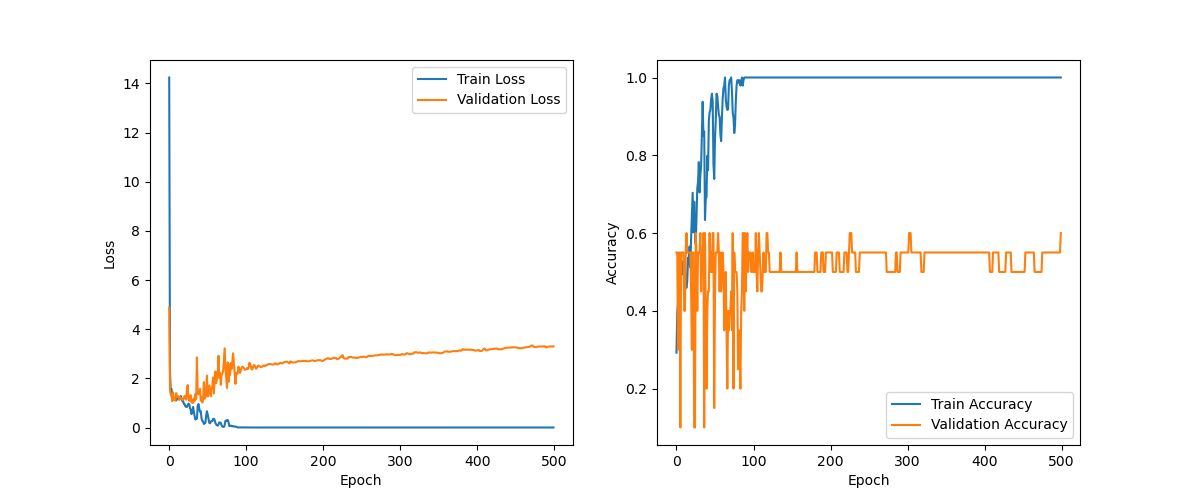 14
12
10
8
6
4
2
0
Loss
0 100 200 300 400 500
Epoch
Train Loss
Validation Loss
1.0
0.8
0.6
0.4
0.2
Accuracy
0 100 200 300 400 500
Epoch
Train Accuracy
Validation Accuracy